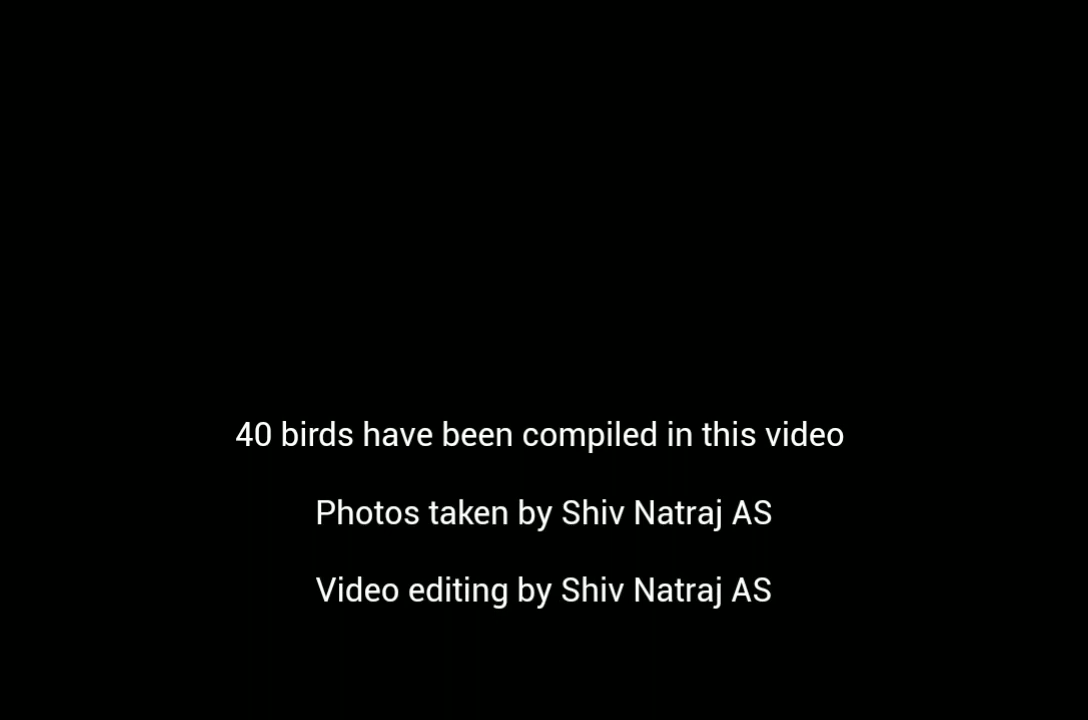 40 birds have been compiled in this video
Photos taken by Shiv Natraj AS
Video editing by Shiv Natraj AS